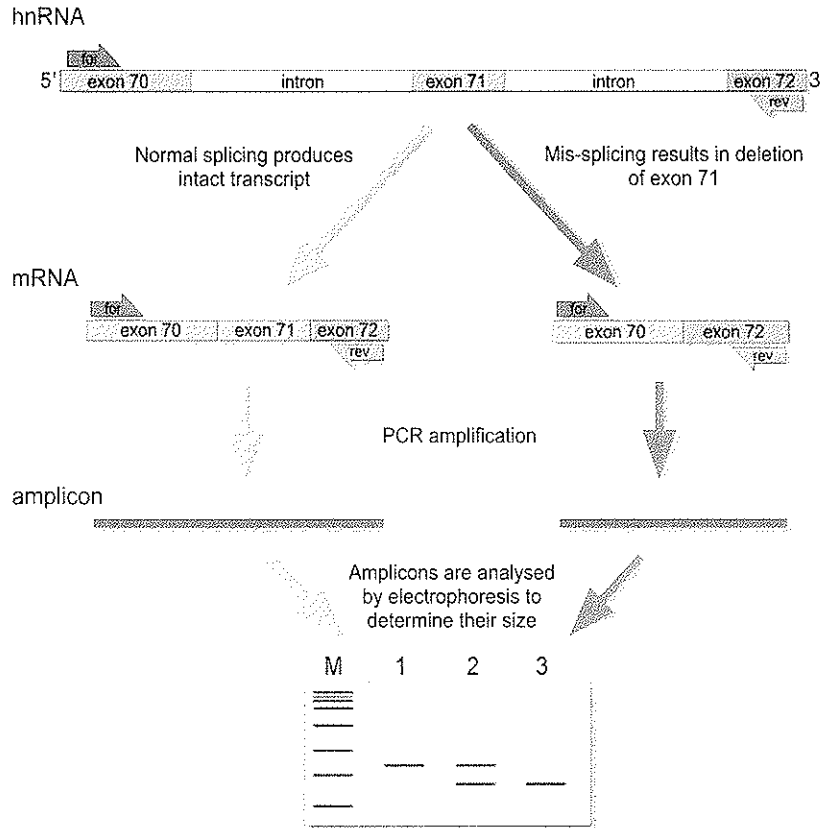 hnRNA
for
5' exon 70 intron exon 71 intron exon 72 3
rev
Normal splicing produces
intact transcript
Mis-splicing results in deletion
of exon 71
mRNA
for
exon 70 exon 71 exon 72
rev
for
exon 70 exon 72
rev
PCR amplification
amplicon
Amplicons are analysed
by electrophoresis to
determine their size
M 1 2 3